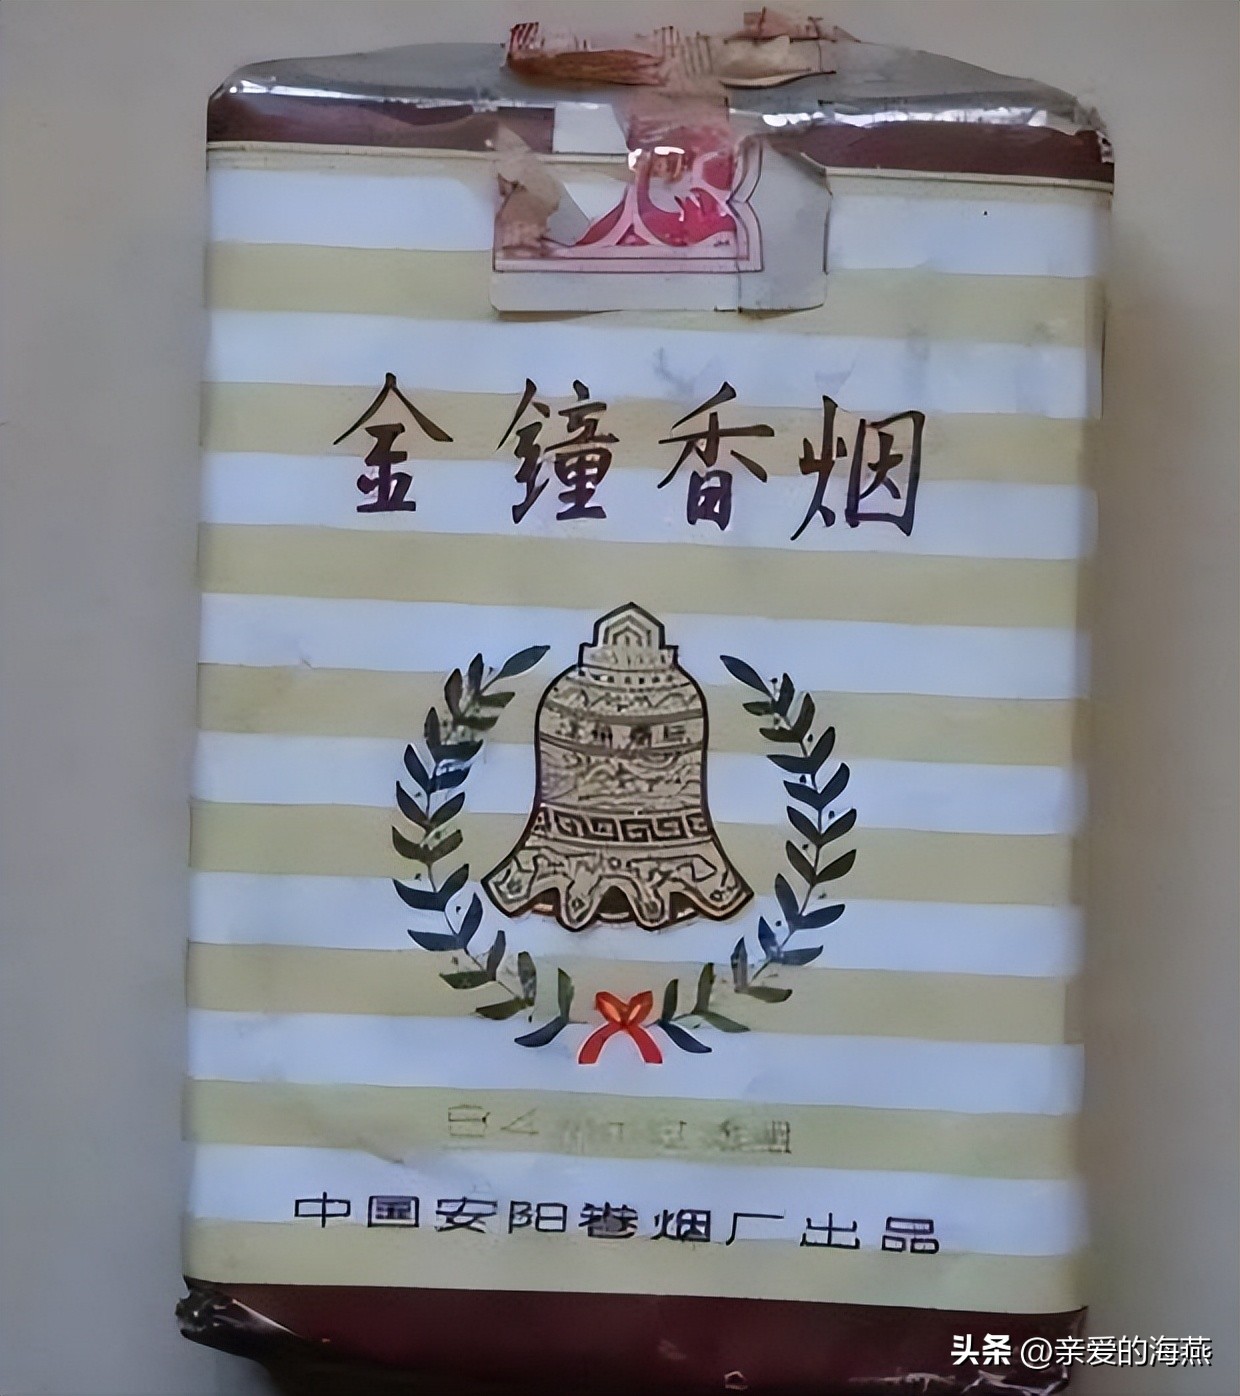 金鐘香烟
中国安阳卷烟厂出品
头条 @亲爱的海燕